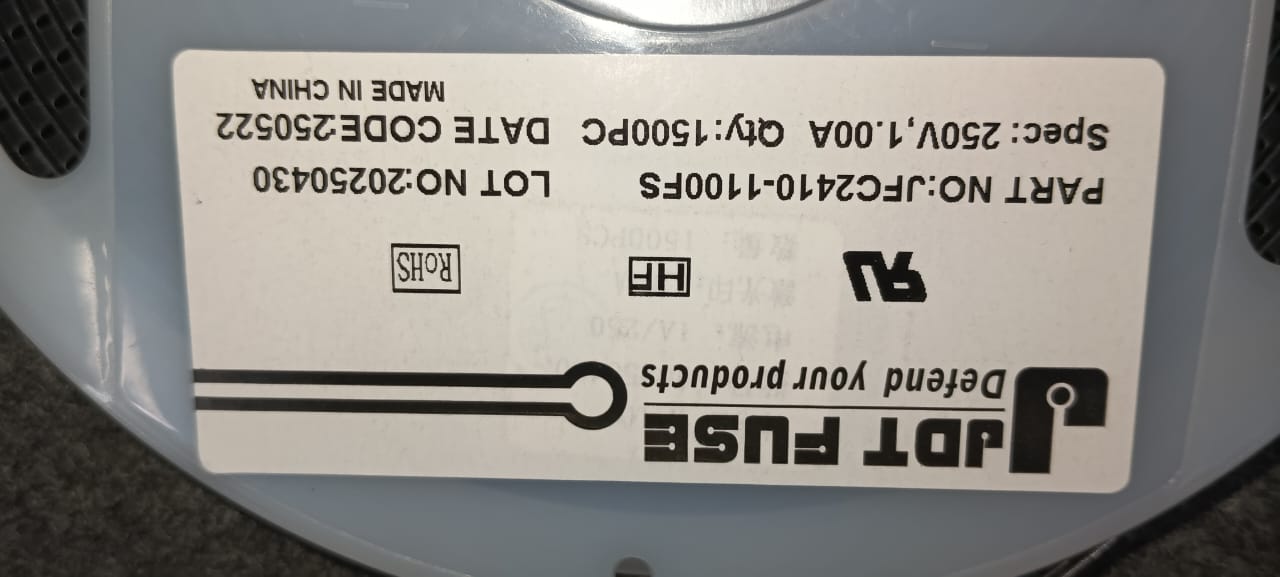 JDT FUSE
Defend your products
RU HF RoHS
PART NO:JFC2410-1100FS LOT NO:20250430
Spec: 250V,1.00A Qty:1500PC DATE CODE:250522
MADE IN CHINA